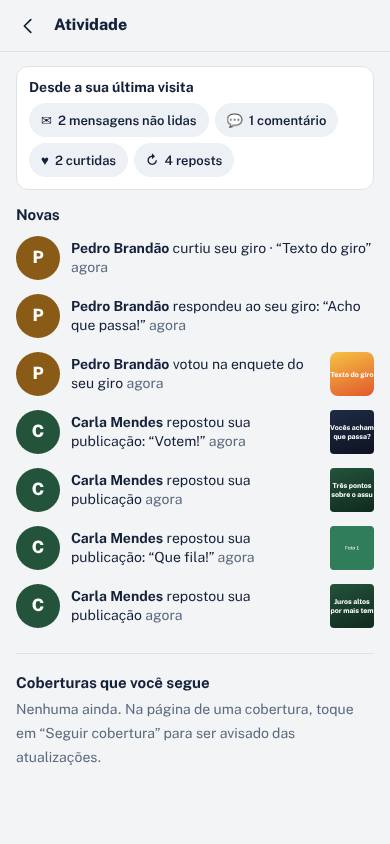 Atividade
Desde a sua última visita
2 mensagens não lidas
1 comentário
2 curtidas
4 reposts
Novas
P
Pedro Brandão curtiu seu giro · “Texto do giro”
agora
P
Pedro Brandão respondeu ao seu giro: “Acho
que passa!” agora
P
Pedro Brandão votou na enquete do
seu giro agora
Texto do giro
C
Carla Mendes repostou sua
publicação: “Votem!” agora
Vocês acham
que passa?
C
Carla Mendes repostou sua
publicação agora
Três pontos
sobre o assu
C
Carla Mendes repostou sua
publicação: “Que fila!” agora
Foto 1
C
Carla Mendes repostou sua
publicação agora
Juros altos
por mais tem
Coberturas que você segue
Nenhuma ainda. Na página de uma cobertura, toque
em “Seguir cobertura” para ser avisado das
atualizações.